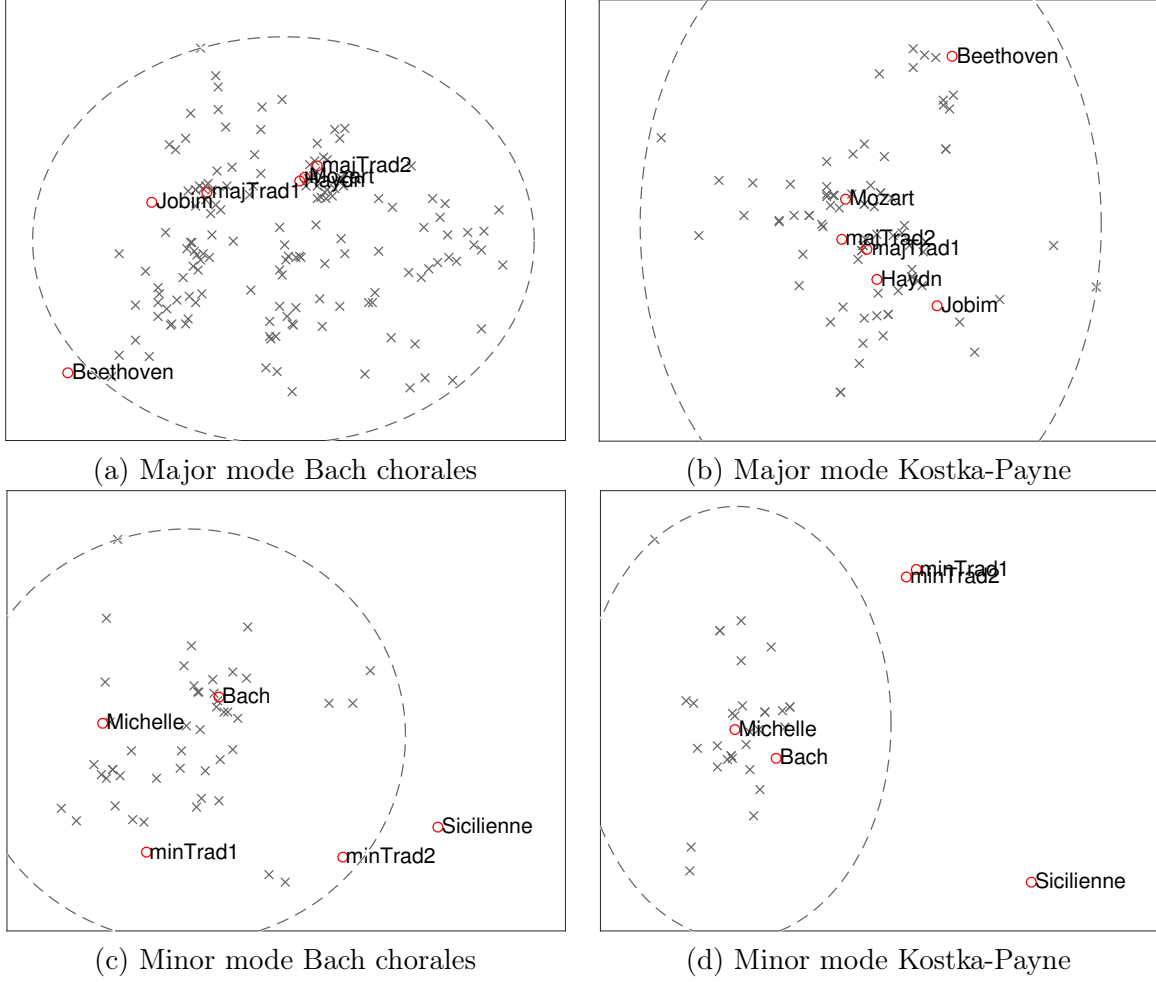 majTrad2
Mozart
Haydn
majTrad1
Jobim
Beethoven
(a) Major mode Bach chorales
Beethoven
Mozart
majTrad2
majTrad1
Haydn
Jobim
(b) Major mode Kostka-Payne
Bach
Michelle
Sicilienne
minTrad1
minTrad2
(c) Minor mode Bach chorales
minTrad1
minTrad2
Michelle
Bach
Sicilienne
(d) Minor mode Kostka-Payne